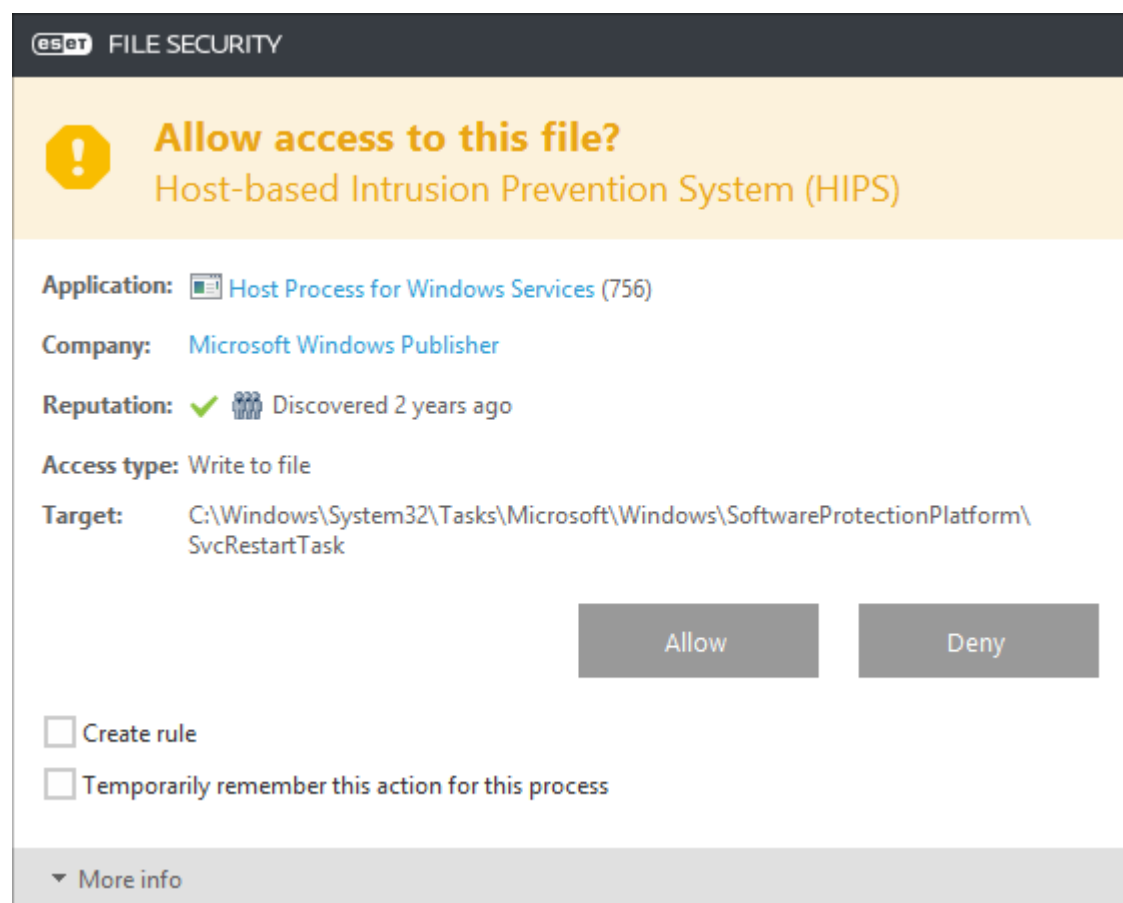 eset FILE SECURITY
Allow access to this file?
Host-based Intrusion Prevention System (HIPS)
Application: Host Process for Windows Services (756)
Company: Microsoft Windows Publisher
Reputation: Discovered 2 years ago
Access type: Write to file
Target: C:\Windows\System32\Tasks\Microsoft\Windows\SoftwareProtectionPlatform\
SvcRestartTask
Allow Deny
Create rule
Temporarily remember this action for this process
More info